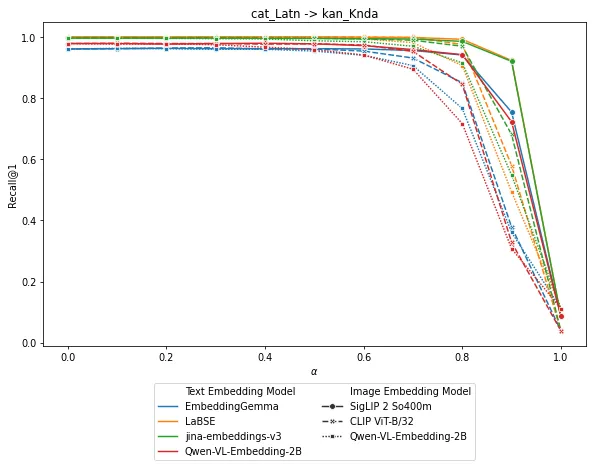 cat_Latn -> kan_Knda
Recall@1
1.0
0.8
0.6
0.4
0.2
0.0
0.0 0.2 0.4 0.6 0.8 1.0
α
Text Embedding Model Image Embedding Model
EmbeddingGemma SigLIP 2 So400m
LaBSE CLIP ViT-B/32
jina-embeddings-v3 Qwen-VL-Embedding-2B
Qwen-VL-Embedding-2B